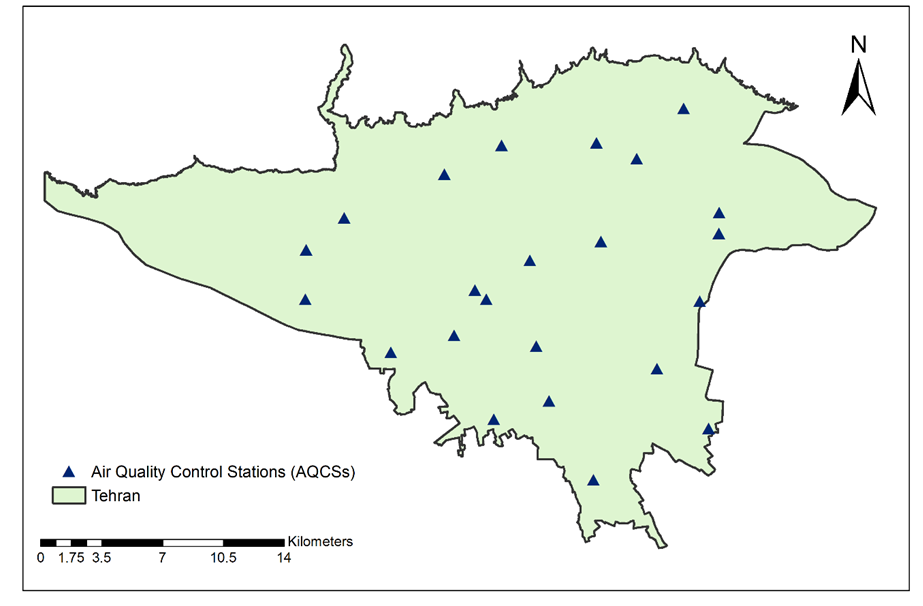 N
Air Quality Control Stations (AQCSs)
Tehran
Kilometers
0 1.75 3.5 7 10.5 14